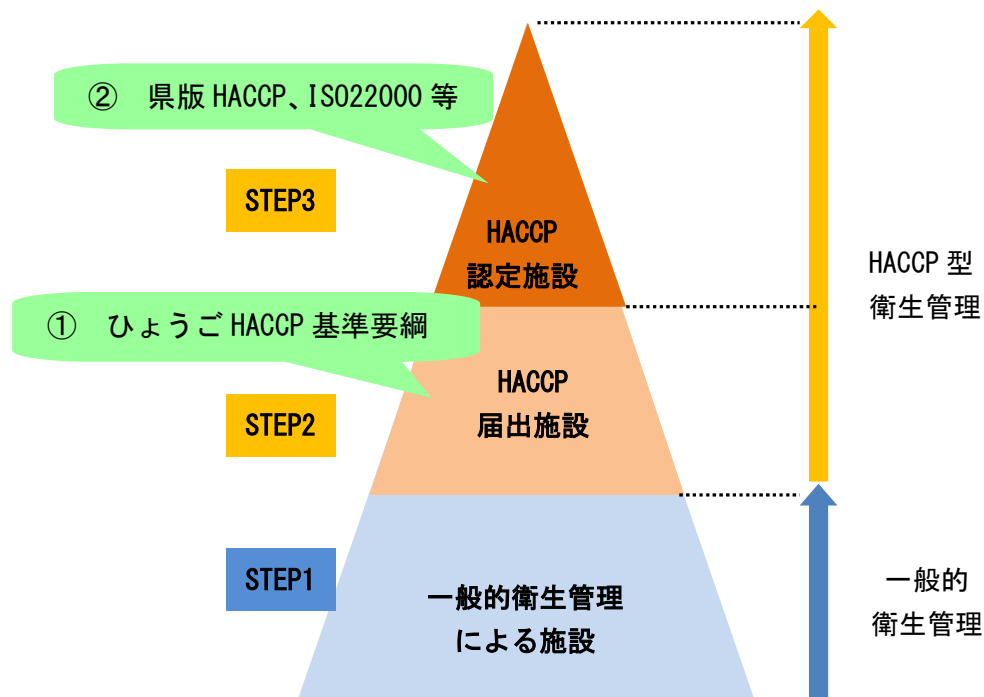 ② 県版 HACCP、ISO22000 等
STEP3
HACCP
認定施設
HACCP 型
衛生管理
① ひょうご HACCP 基準要綱
HACCP
届出施設
STEP2
STEP1
一般的衛生管理
による施設
一般的
衛生管理